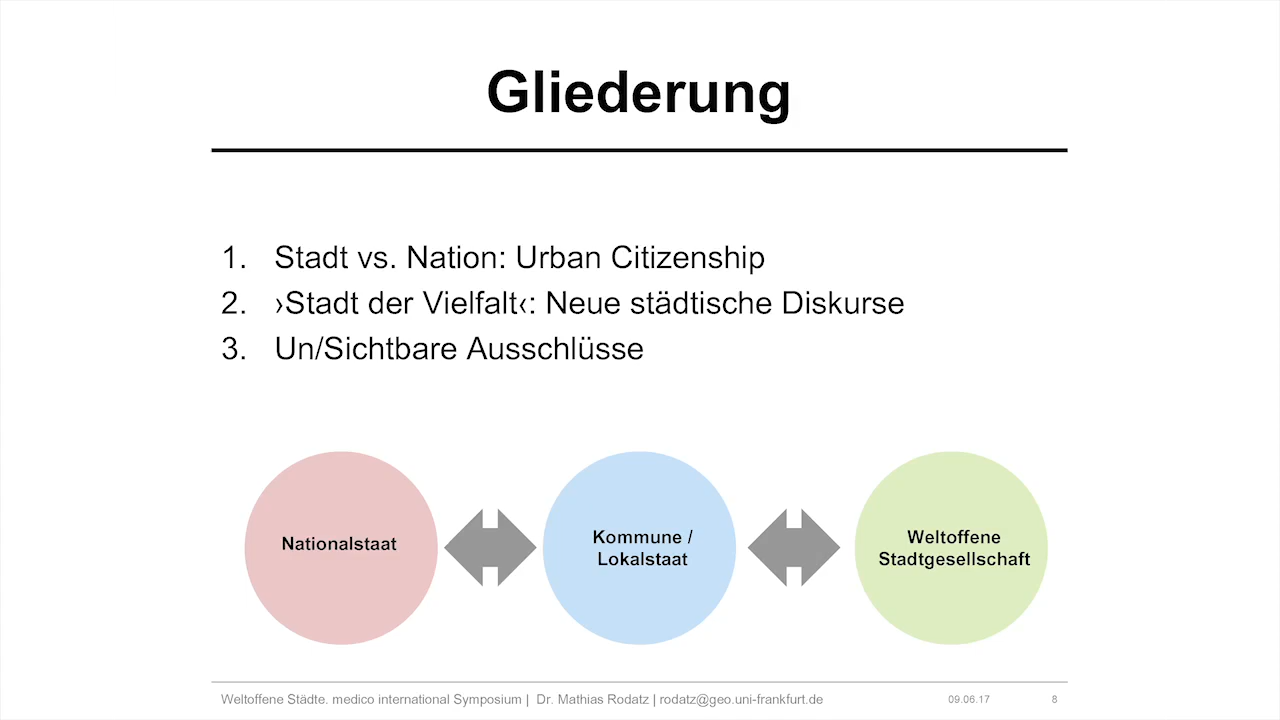 Gliederung
1. Stadt vs. Nation: Urban Citizenship
2. ›Stadt der Vielfalt‹: Neue städtische Diskurse
3. Un/Sichtbare Ausschlüsse
Nationalstaat
Kommune /
Lokalstaat
Weltoffene
Stadtgesellschaft
Weltoffene Städte. medico international Symposium | Dr. Mathias Rodatz | rodatz@geo.uni-frankfurt.de 09.06.17 8